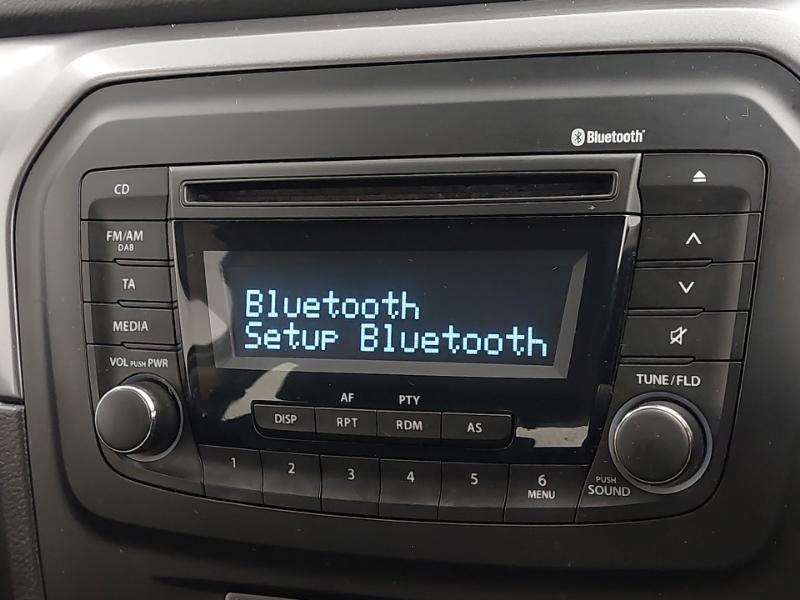 Bluetooth
CD
FM/AM
DAB
TA
MEDIA
VOL PUSH PWR
Bluetooth
Setup Bluetooth
AF
PTY
DISP
RPT
RDM
AS
1
2
3
4
5
6
MENU
TUNE/FLD
PUSH
SOUND